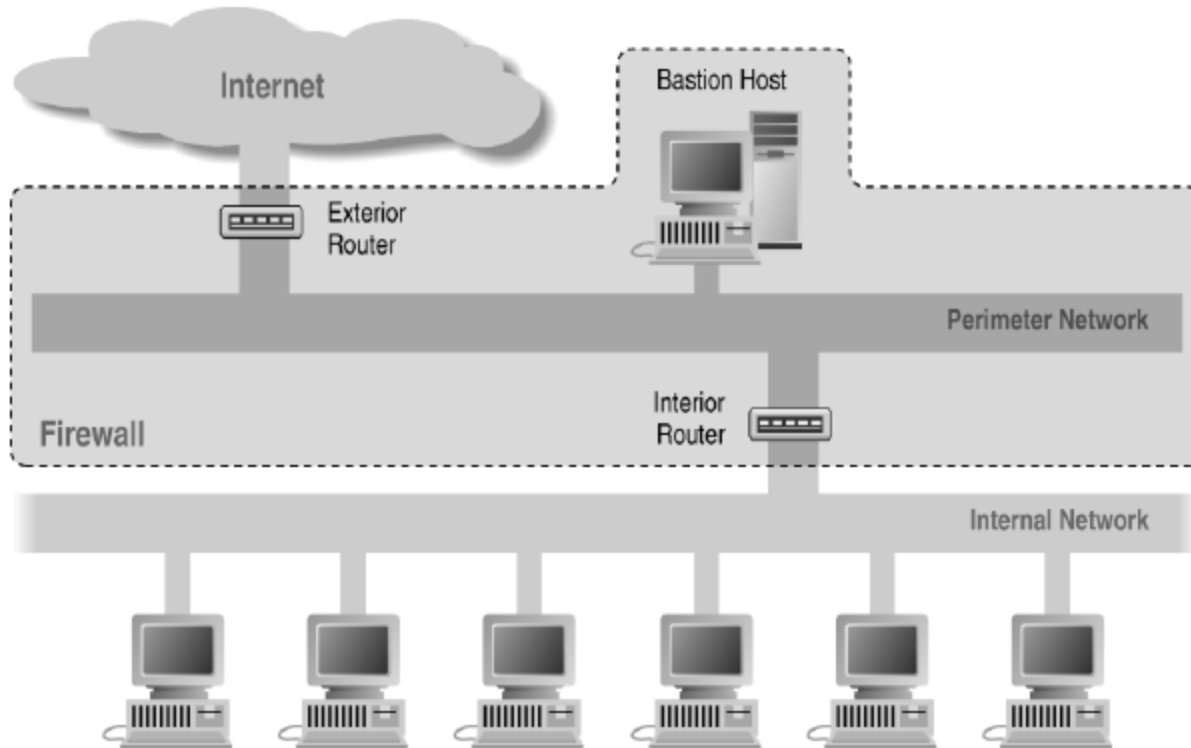 Internet
Bastion Host
Exterior
Router
Perimeter Network
Interior
Router
Firewall
Internal Network